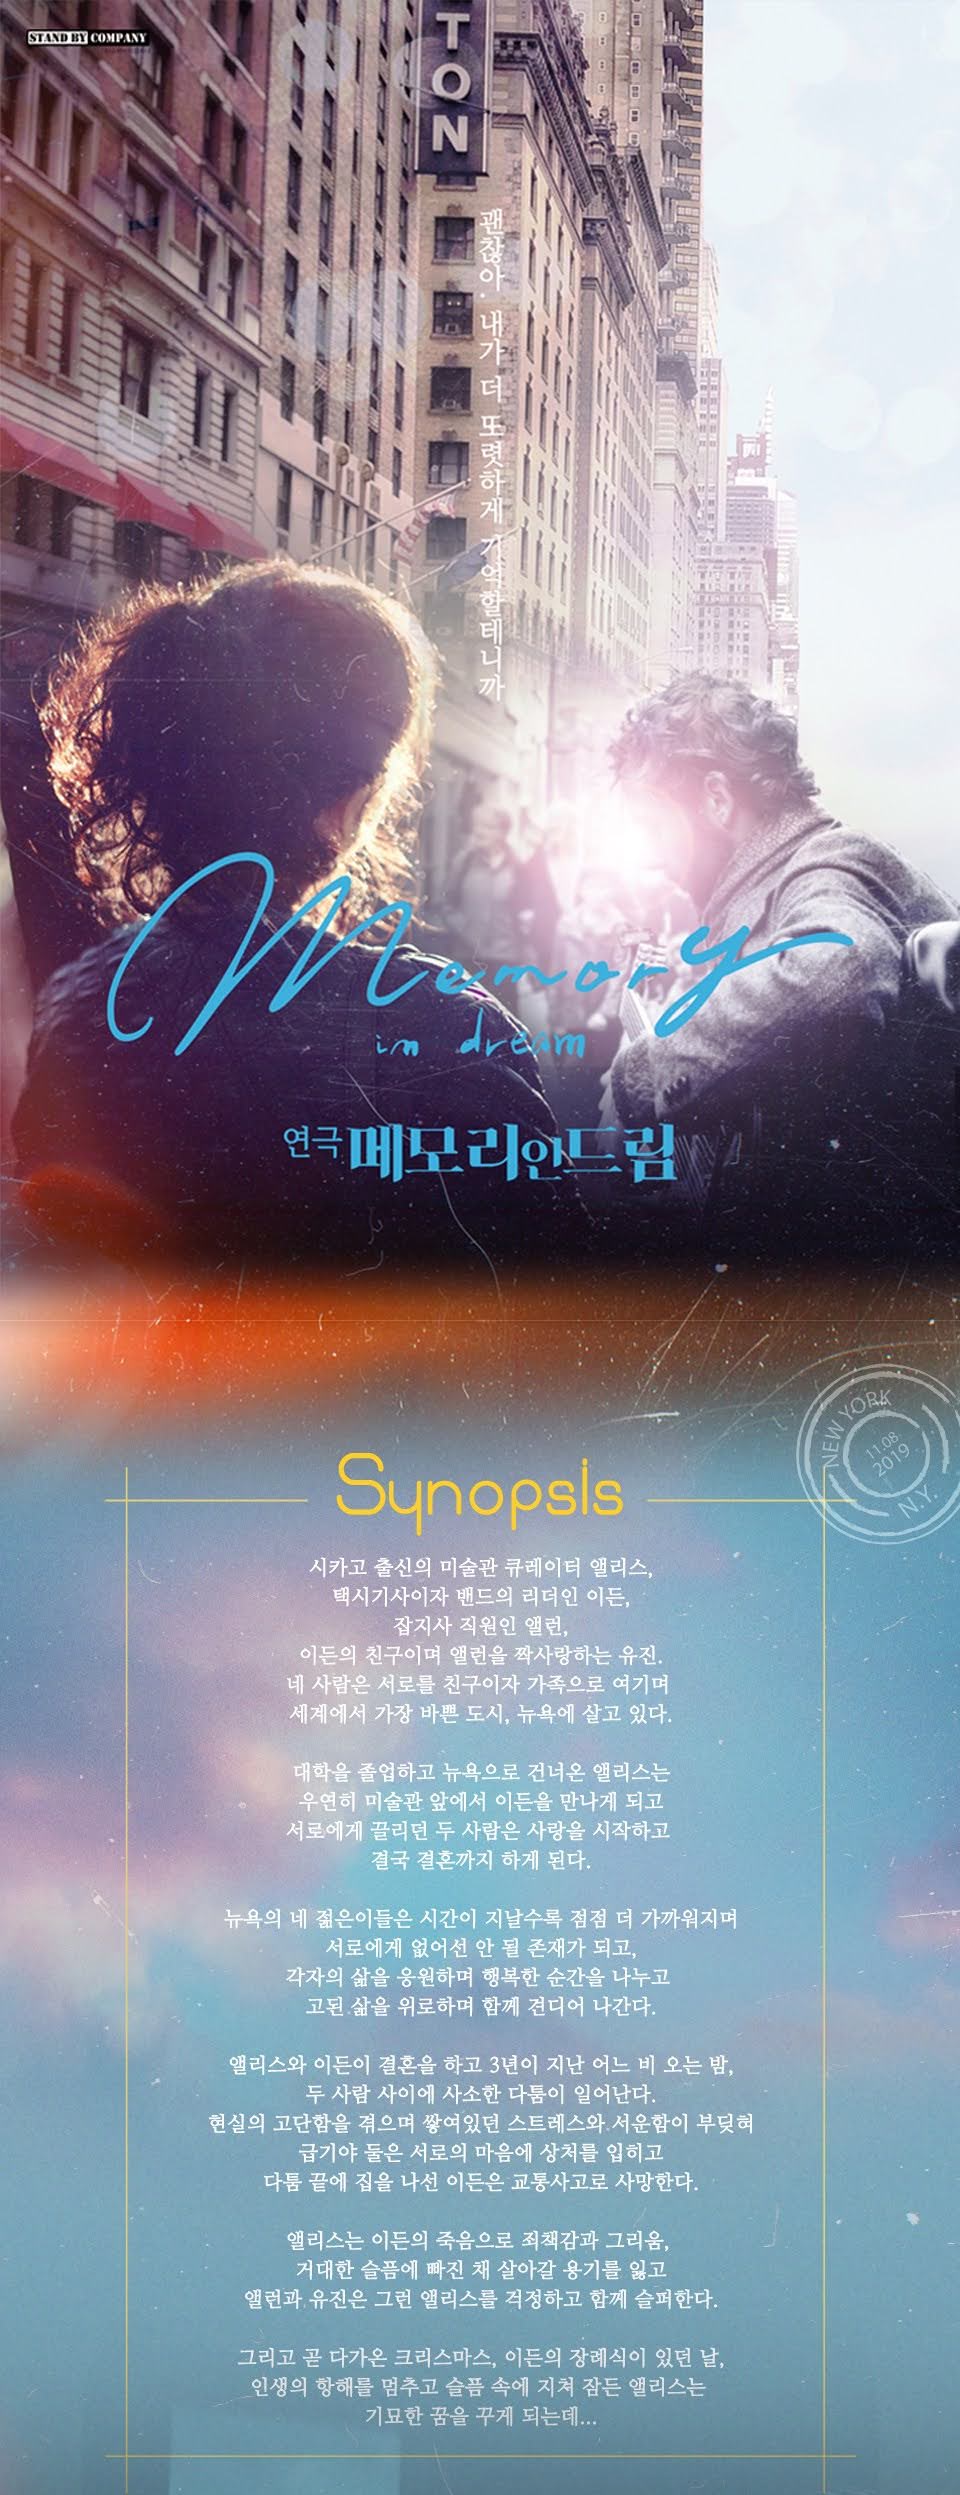 STAND BY COMPANY
TON
괜찮아. 내가 더 또렷하게 기억할테니까
Memory
in dream
연극 메모리인드림
NEW YORK
11.08
2019
N.Y.
Synopsis
시카고 출신의 미술관 큐레이터 앨리스,
택시기사이자 밴드의 리더인 이든,
잡지사 직원인 앨런,
이든의 친구이며 앨런을 짝사랑하는 유진.
네 사람은 서로를 친구이자 가족으로 여기며
세계에서 가장 바쁜 도시, 뉴욕에 살고 있다.
대학을 졸업하고 뉴욕으로 건너온 앨리스는
우연히 미술관 앞에서 이든을 만나게 되고
서로에게 끌리던 두 사람은 사랑을 시작하고
결국 결혼까지 하게 된다.
뉴욕의 네 젊은이들은 시간이 지날수록 점점 더 가까워지며
서로에게 없어선 안 될 존재가 되고,
각자의 삶을 응원하며 행복한 순간을 나누고
고된 삶을 위로하며 함께 견디어 나간다.
앨리스와 이든이 결혼을 하고 3년이 지난 어느 비 오는 밤,
두 사람 사이에 사소한 다툼이 일어난다.
현실의 고단함을 겪으며 쌓여있던 스트레스와 서운함이 부딪혀
급기야 둘은 서로의 마음에 상처를 입히고
다툼 끝에 집을 나선 이든은 교통사고로 사망한다.
앨리스는 이든의 죽음으로 죄책감과 그리움,
거대한 슬픔에 빠진 채 살아갈 용기를 잃고
앨런과 유진은 그런 앨리스를 걱정하고 함께 슬퍼한다.
그리고 곧 다가온 크리스마스, 이든의 장례식이 있던 날,
인생의 항해를 멈추고 슬픔 속에 지쳐 잠든 앨리스는
기묘한 꿈을 꾸게 되는데...